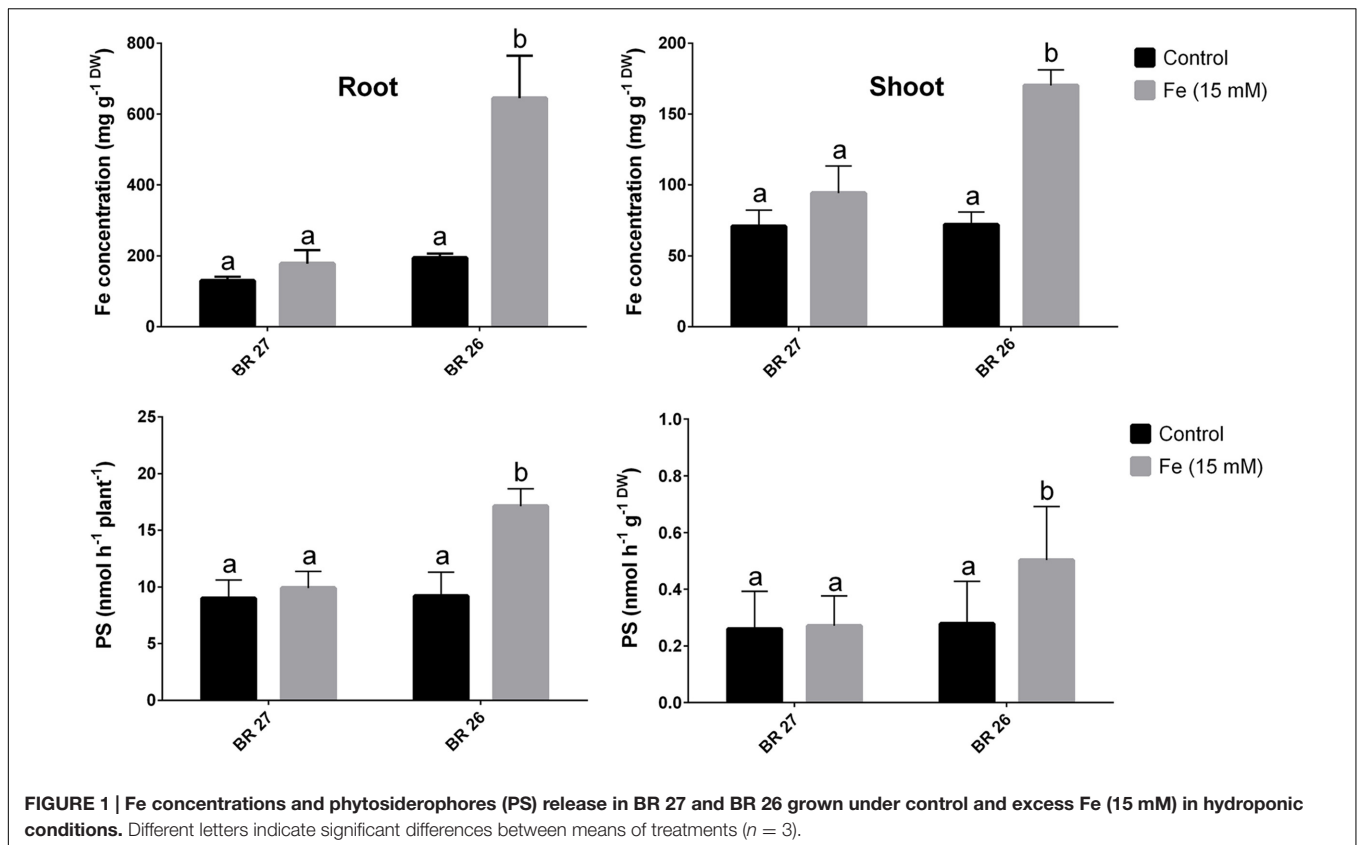 Root
Fe concentration (mg g⁻¹ DW)
800
600
400
200
0
a
a
a
b
BR 27
BR 26
Shoot
Fe concentration (mg g⁻¹ DW)
200
150
100
50
0
a
a
a
b
BR 27
BR 26
Control
Fe (15 mM)
PS (nmol h⁻¹ plant⁻¹)
25
20
15
10
5
0
a
a
a
b
BR 27
BR 26
PS (nmol h⁻¹ g⁻¹ DW)
1.0
0.8
0.6
0.4
0.2
0.0
a
a
a
b
BR 27
BR 26
Control
Fe (15 mM)
FIGURE 1 | Fe concentrations and phytosiderophores (PS) release in BR 27 and BR 26 grown under control and excess Fe (15 mM) in hydroponic
conditions. Different letters indicate significant differences between means of treatments (n = 3).